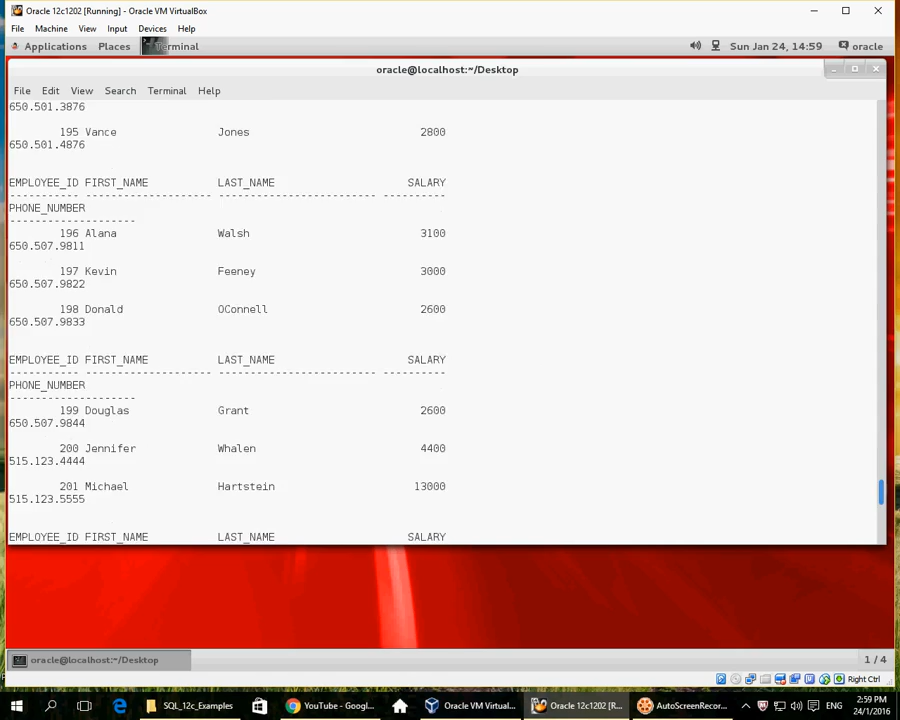 Oracle 12c1202 [Running] - Oracle VM VirtualBox
File Machine View Input Devices Help
Applications Places Terminal Sun Jan 24, 14:59 oracle
oracle@localhost:~/Desktop
File Edit View Search Terminal Help
650.501.3876
195 Vance Jones 2800
650.501.4876
EMPLOYEE_ID FIRST_NAME LAST_NAME SALARY
----------- -------------------- ------------------------- ----------
PHONE_NUMBER
--------------------
196 Alana Walsh 3100
650.507.9811
197 Kevin Feeney 3000
650.507.9822
198 Donald OConnell 2600
650.507.9833
EMPLOYEE_ID FIRST_NAME LAST_NAME SALARY
----------- -------------------- ------------------------- ----------
PHONE_NUMBER
--------------------
199 Douglas Grant 2600
650.507.9844
200 Jennifer Whalen 4400
515.123.4444
201 Michael Hartstein 13000
515.123.5555
EMPLOYEE_ID FIRST_NAME LAST_NAME SALARY
oracle@localhost:~/Desktop 1 / 4
Right Ctrl
SQL_12c_Examples YouTube - Googl... Oracle VM Virtual... Oracle 12c1202 [R... AutoScreenRecor... ENG 2:59 PM
24/1/2016